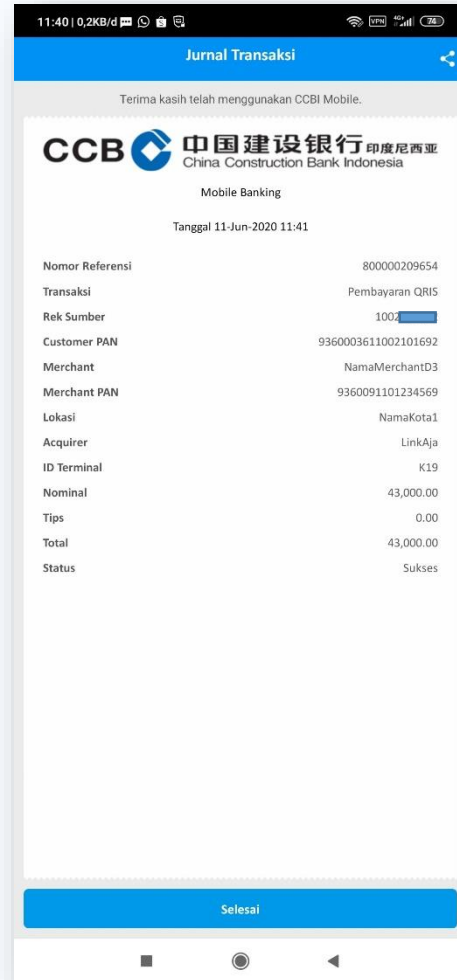 11:40 | 0,2KB/d
VPN 4G+ 74
Jurnal Transaksi
Terima kasih telah menggunakan CCBI Mobile.
CCB 中国建设银行 印度尼西亚
China Construction Bank Indonesia
Mobile Banking
Tanggal 11-Jun-2020 11:41
Nomor Referensi 800000209654
Transaksi Pembayaran QRIS
Rek Sumber 1002
Customer PAN 9360003611002101692
Merchant NamaMerchantD3
Merchant PAN 9360091101234569
Lokasi NamaKota1
Acquirer LinkAja
ID Terminal K19
Nominal 43,000.00
Tips 0.00
Total 43,000.00
Status Sukses
Selesai